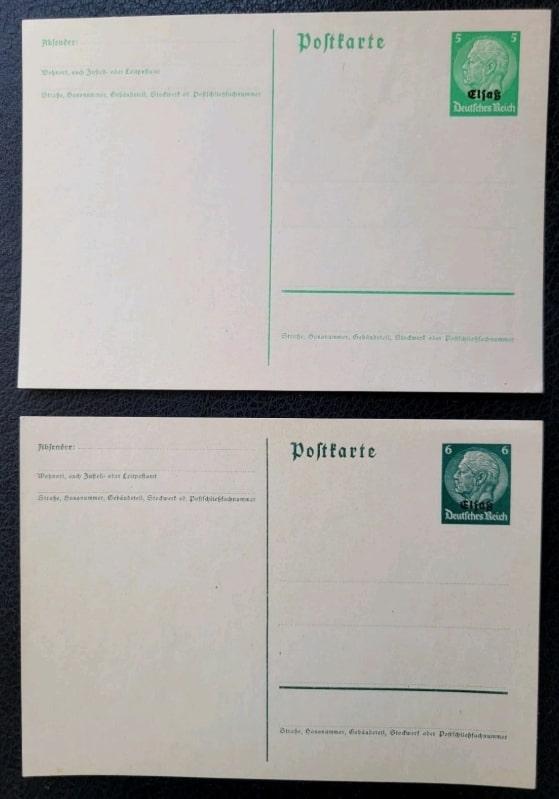 Absender:
Wohnort, auch Zustell- oder Leitpostamt
Straße, Hausnummer, Gebäudeteil, Stockwerk od. Postschließfachnummer
Postkarte
5 5
Elsaß
Deutsches Reich
Straße, Hausnummer, Gebäudeteil, Stockwerk oder Postschließfachnummer
Absender:
Wohnort, auch Zustell- oder Leitpostamt
Straße, Hausnummer, Gebäudeteil, Stockwerk od. Postschließfachnummer
Postkarte
6 6
Elsaß
Deutsches Reich
Straße, Hausnummer, Gebäudeteil, Stockwerk oder Postschließfachnummer